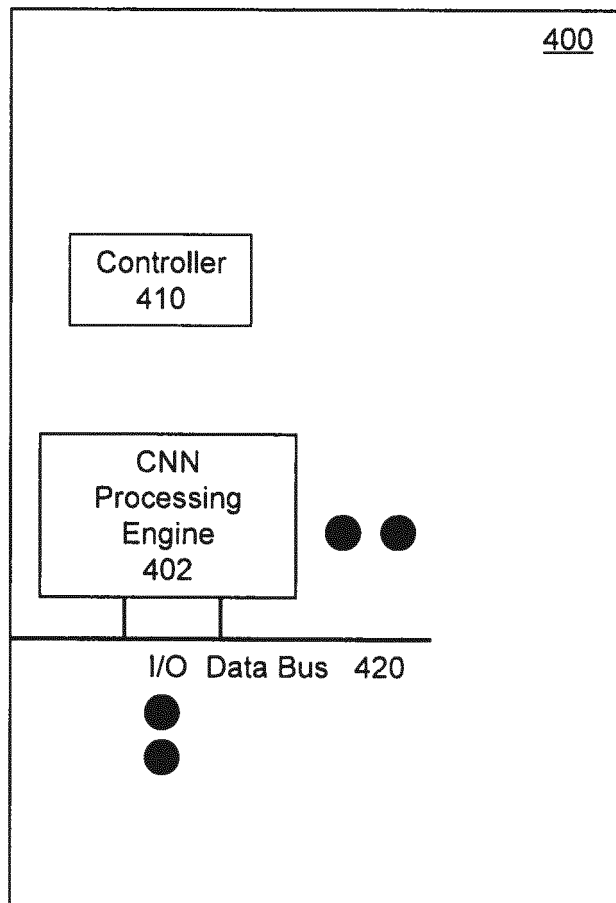 400
Controller
410
CNN
Processing
Engine
402
I/O Data Bus 420